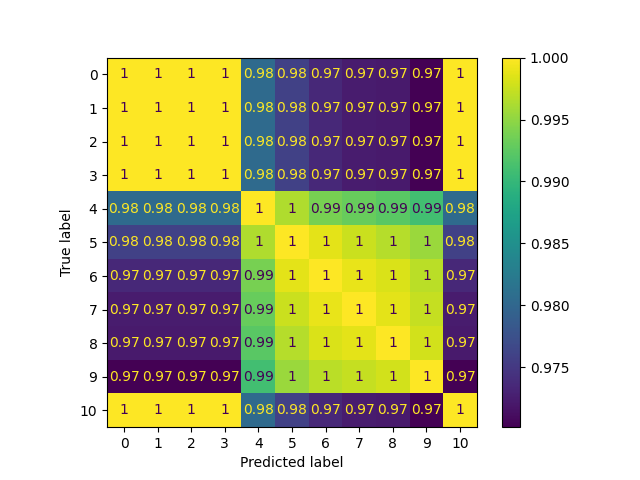 0 1 1 1 1 0.98 0.98 0.97 0.97 0.97 0.97 1
1 1 1 1 1 0.98 0.98 0.97 0.97 0.97 0.97 1
2 1 1 1 1 0.98 0.98 0.97 0.97 0.97 0.97 1
3 1 1 1 1 0.98 0.98 0.97 0.97 0.97 0.97 1
4 0.98 0.98 0.98 0.98 1 1 0.99 0.99 0.99 0.99 0.98
5 0.98 0.98 0.98 0.98 1 1 1 1 1 1 0.98
6 0.97 0.97 0.97 0.97 0.99 1 1 1 1 1 0.97
7 0.97 0.97 0.97 0.97 0.99 1 1 1 1 1 0.97
8 0.97 0.97 0.97 0.97 0.99 1 1 1 1 1 0.97
9 0.97 0.97 0.97 0.97 0.99 1 1 1 1 1 0.97
10 1 1 1 1 0.98 0.98 0.97 0.97 0.97 0.97 1
0 1 2 3 4 5 6 7 8 9 10
Predicted label
True label
1.000
0.995
0.990
0.985
0.980
0.975